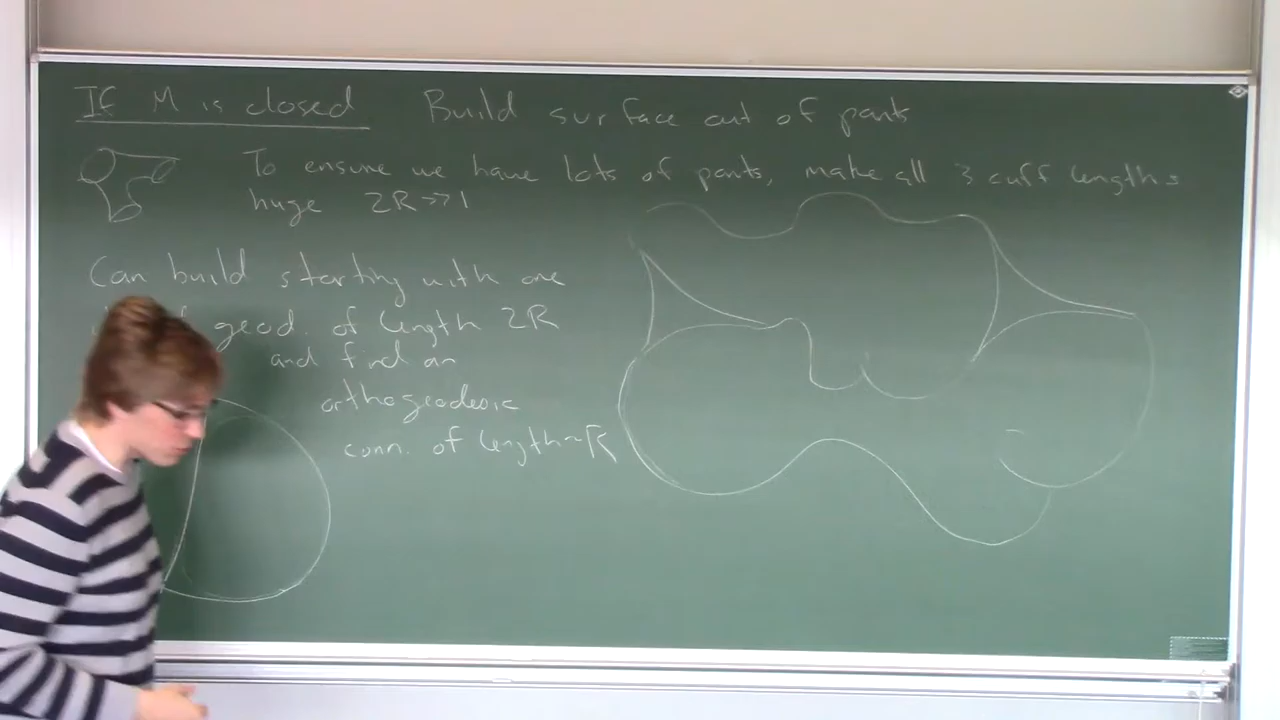 If M is closed Build surface out of pants
To ensure we have lots of pants, make all 3 cuff lengths
huge 2R >> 1
Can build starting with one
geod. of length 2R
and find an
orthogeodesic
conn. of length ~ R